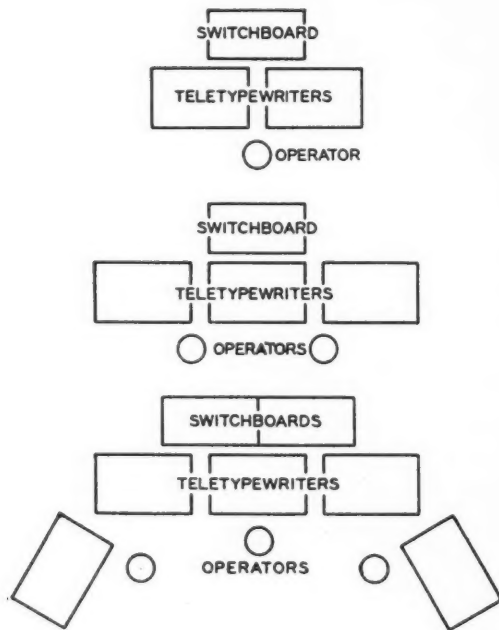 SWITCHBOARD
TELETYPEWRITERS
OPERATOR
SWITCHBOARD
TELETYPEWRITERS
OPERATORS
SWITCHBOARDS
TELETYPEWRITERS
OPERATORS